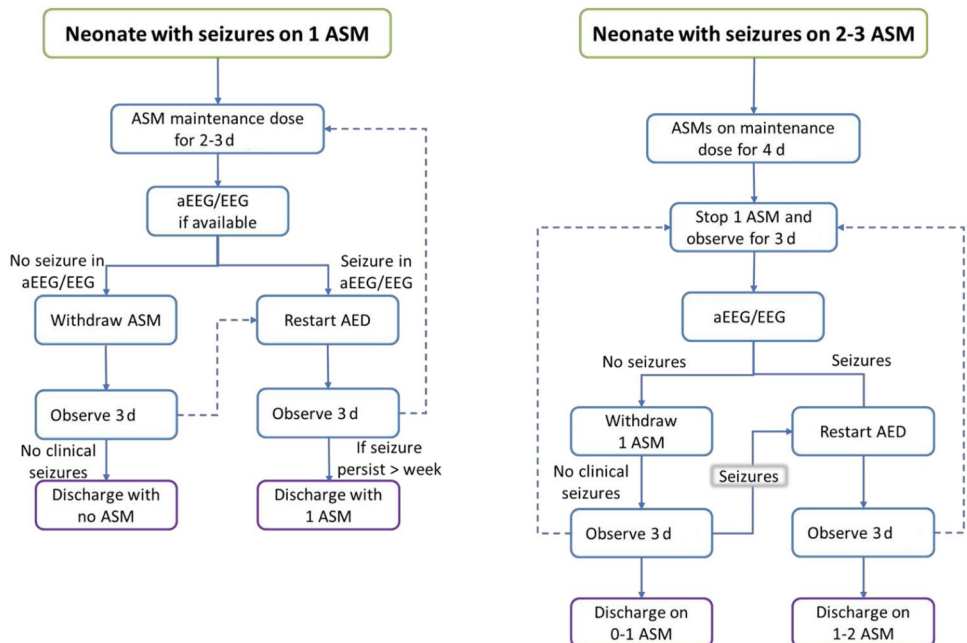 Neonate with seizures on 1 ASM
ASM maintenance dose
for 2-3 d
aEEG/EEG
if available
No seizure in
aEEG/EEG
Seizure in
aEEG/EEG
Withdraw ASM
Restart AED
Observe 3 d
Observe 3 d
No clinical
seizures
If seizure
persist > week
Discharge with
no ASM
Discharge with
1 ASM
Neonate with seizures on 2-3 ASM
ASMs on maintenance
dose for 4 d
Stop 1 ASM and
observe for 3 d
aEEG/EEG
No seizures
Seizures
Withdraw
1 ASM
Restart AED
No clinical
seizures
Seizures
Observe 3 d
Observe 3 d
Discharge on
0-1 ASM
Discharge on
1-2 ASM